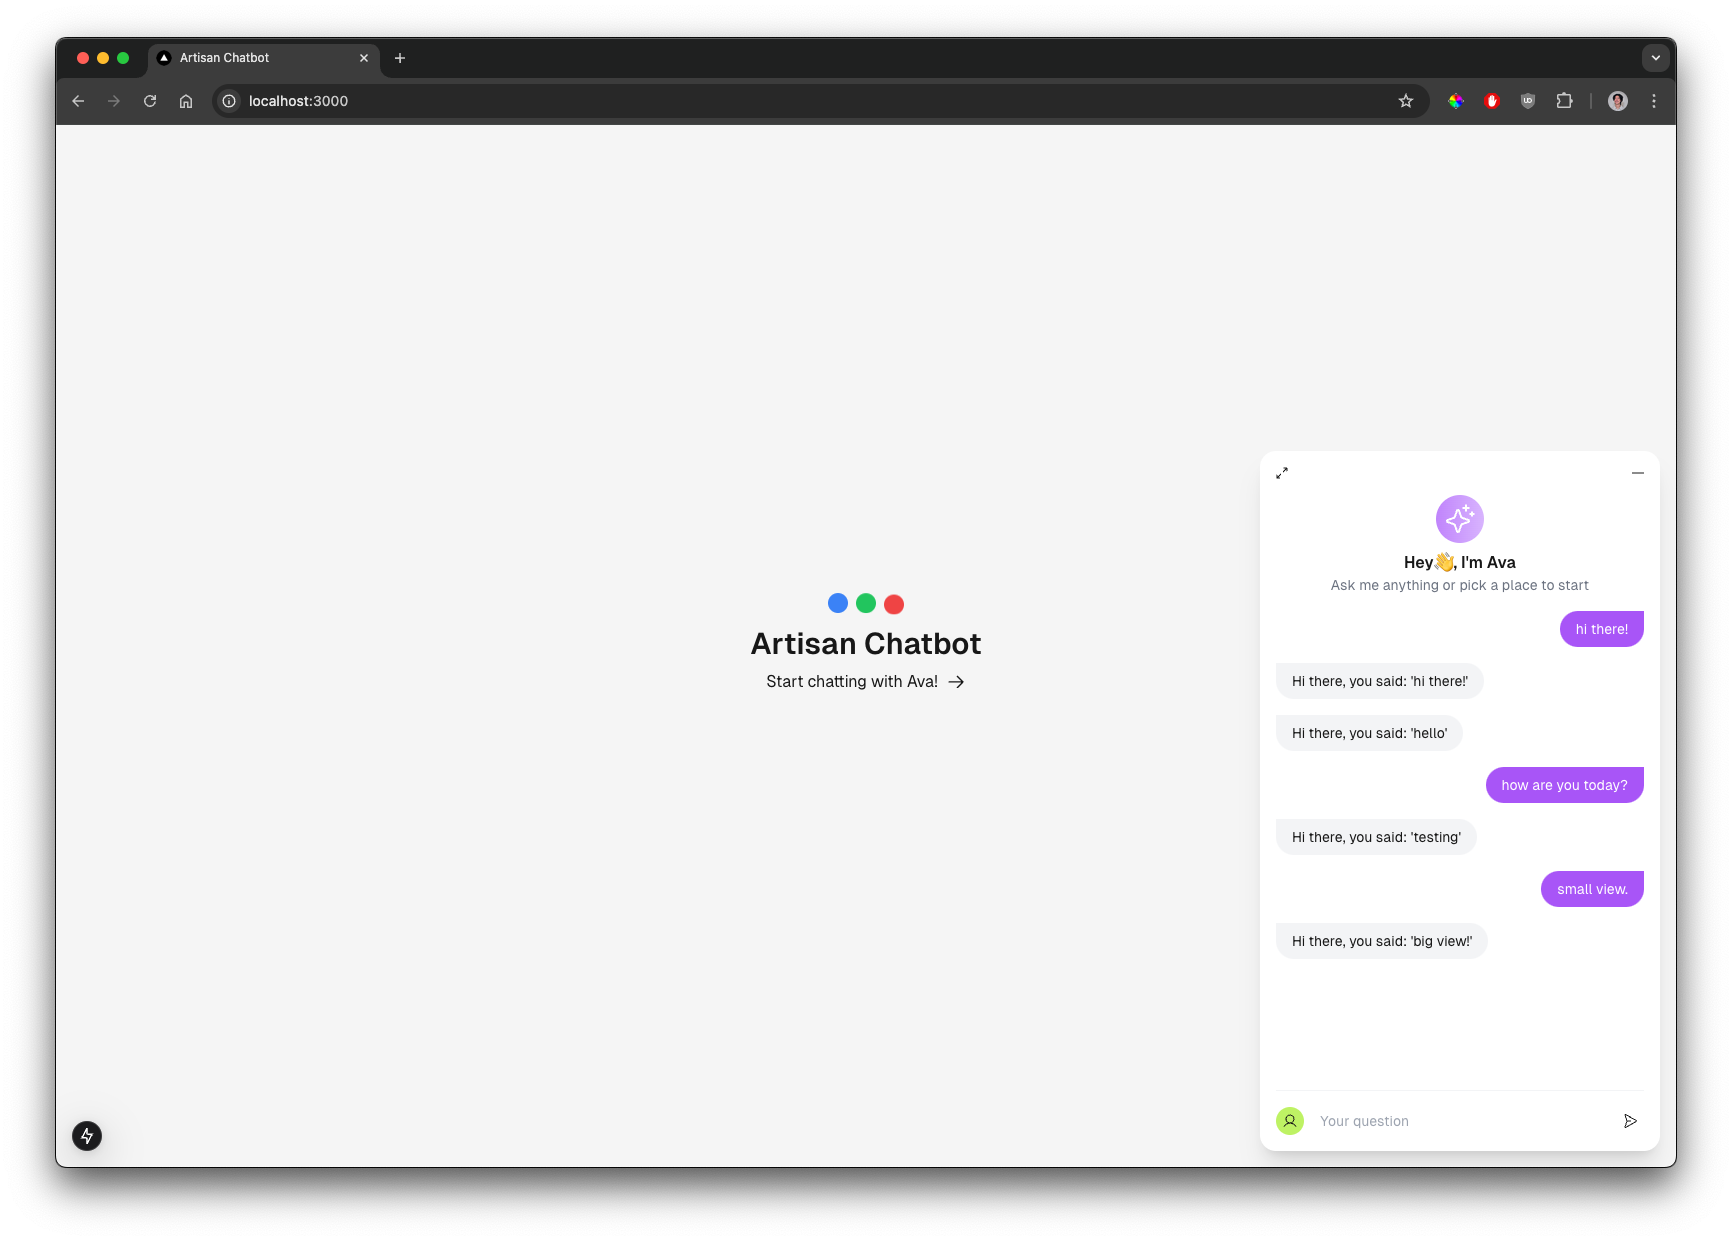 Artisan Chatbot
localhost:3000
Artisan Chatbot
Start chatting with Ava! →
Hey👋, I'm Ava
Ask me anything or pick a place to start
hi there!
Hi there, you said: 'hi there!'
Hi there, you said: 'hello'
how are you today?
Hi there, you said: 'testing'
small view.
Hi there, you said: 'big view!'
Your question